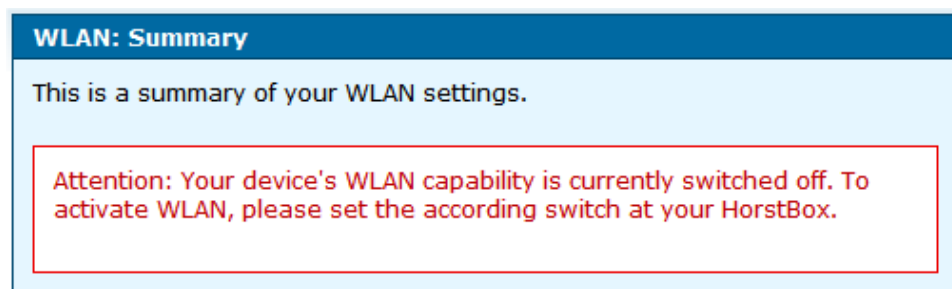 WLAN: Summary
This is a summary of your WLAN settings.
Attention: Your device's WLAN capability is currently switched off. To
activate WLAN, please set the according switch at your HorstBox.